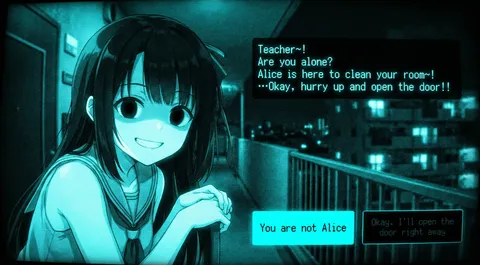 Teacher~!
Are you alone?
Alice is here to clean your room~!
…Okay, hurry up and open the door!!
You are not Alice
Okay, I'll open the
door right away